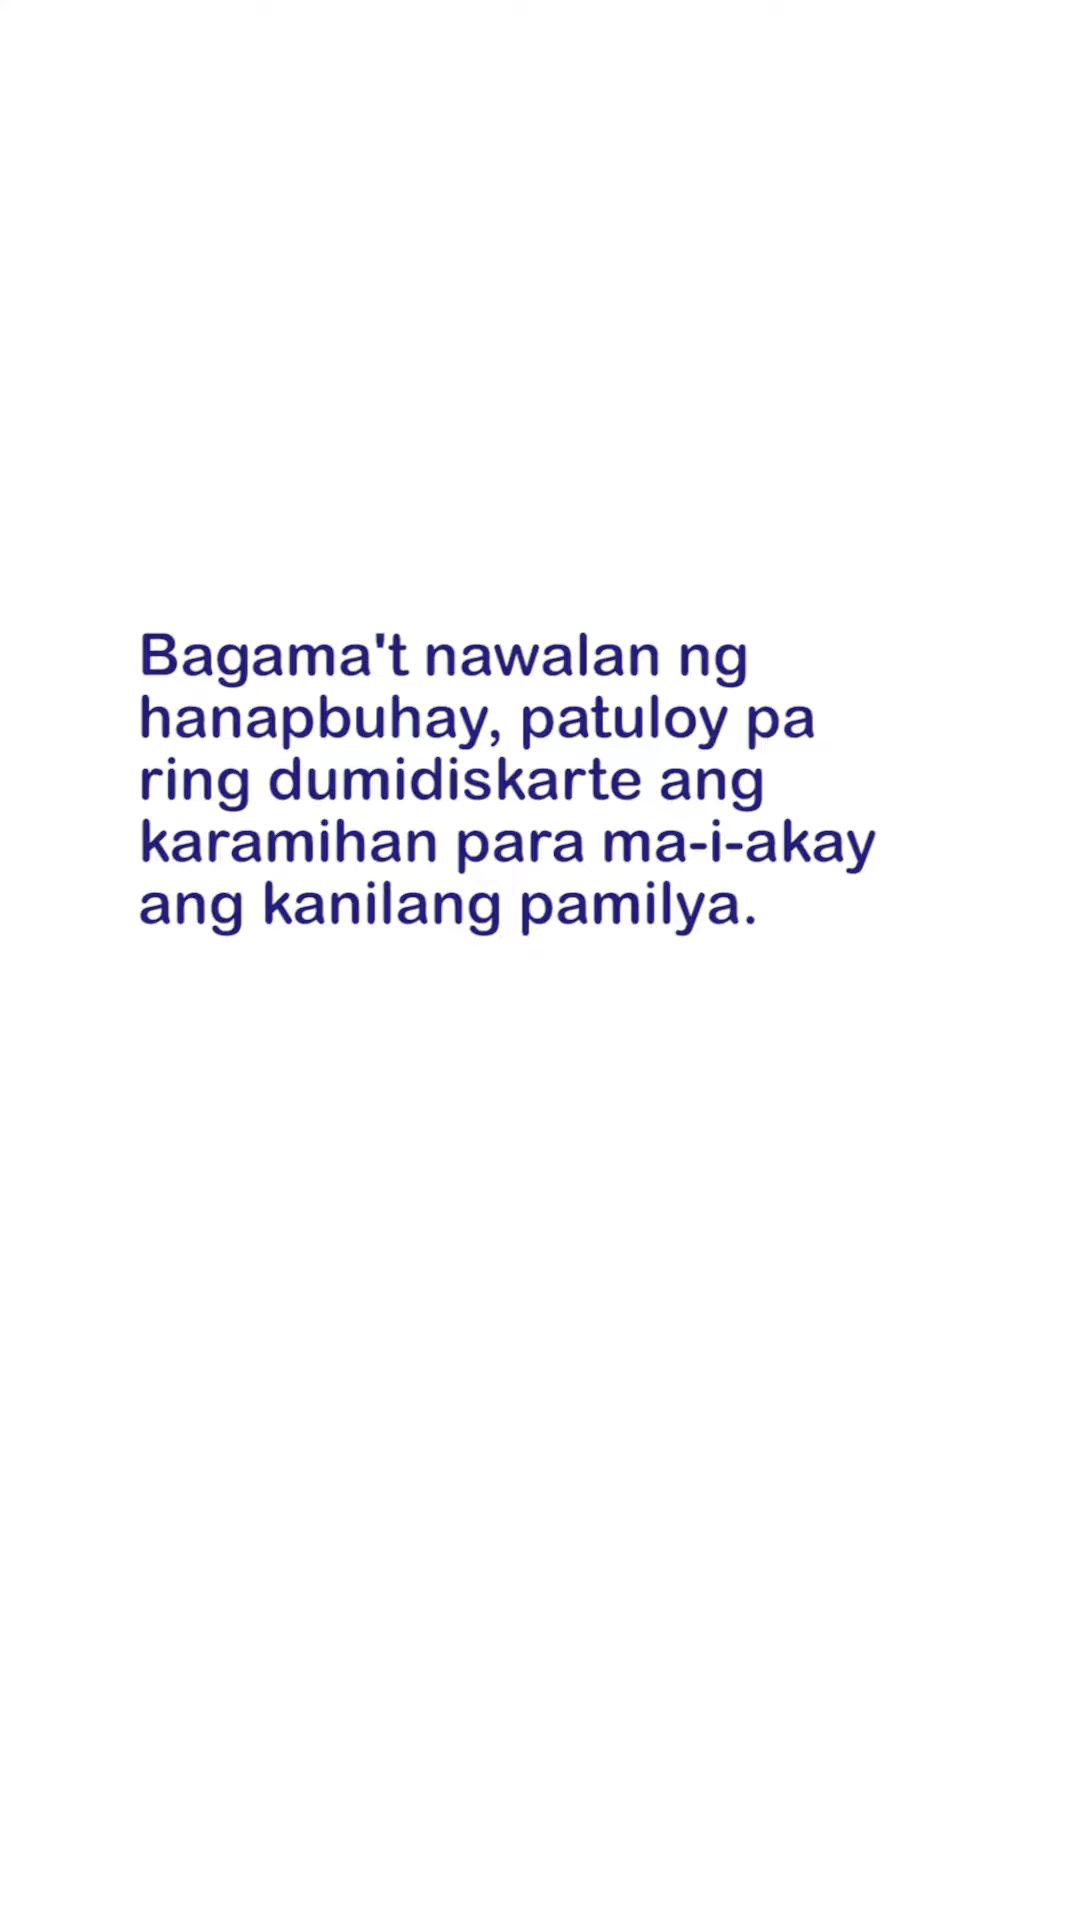 Bagama't nawalan ng
hanapbuhay, patuloy pa
ring dumidiskarte ang
karamihan para ma-i-akay
ang kanilang pamilya.